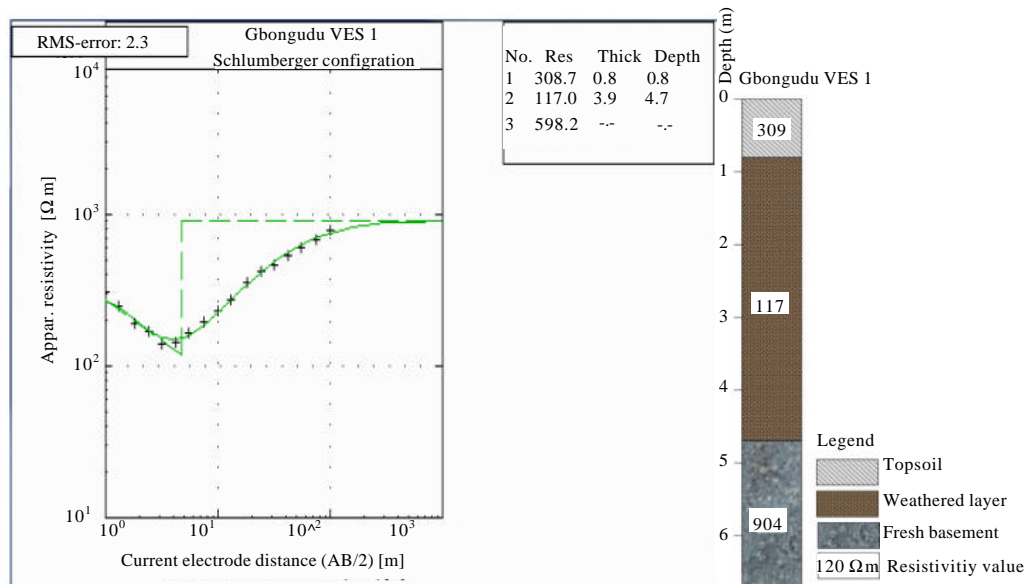 RMS-error: 2.3
Gbongudu VES 1
Schlumberger configration
10^4
10^3
10^2
10^1
10^0
10^1
10^2
10^3
Appar. resistivity [Ω m]
Current electrode distance (AB/2) [m]
No. Res Thick Depth
1 308.7 0.8 0.8
2 117.0 3.9 4.7
3 598.2 -.- -.-
Depth (m)
Gbongudu VES 1
0
1
2
3
4
5
6
309
117
904
Legend
Topsoil
Weathered layer
Fresh basement
120 Ω m Resistivitiy value